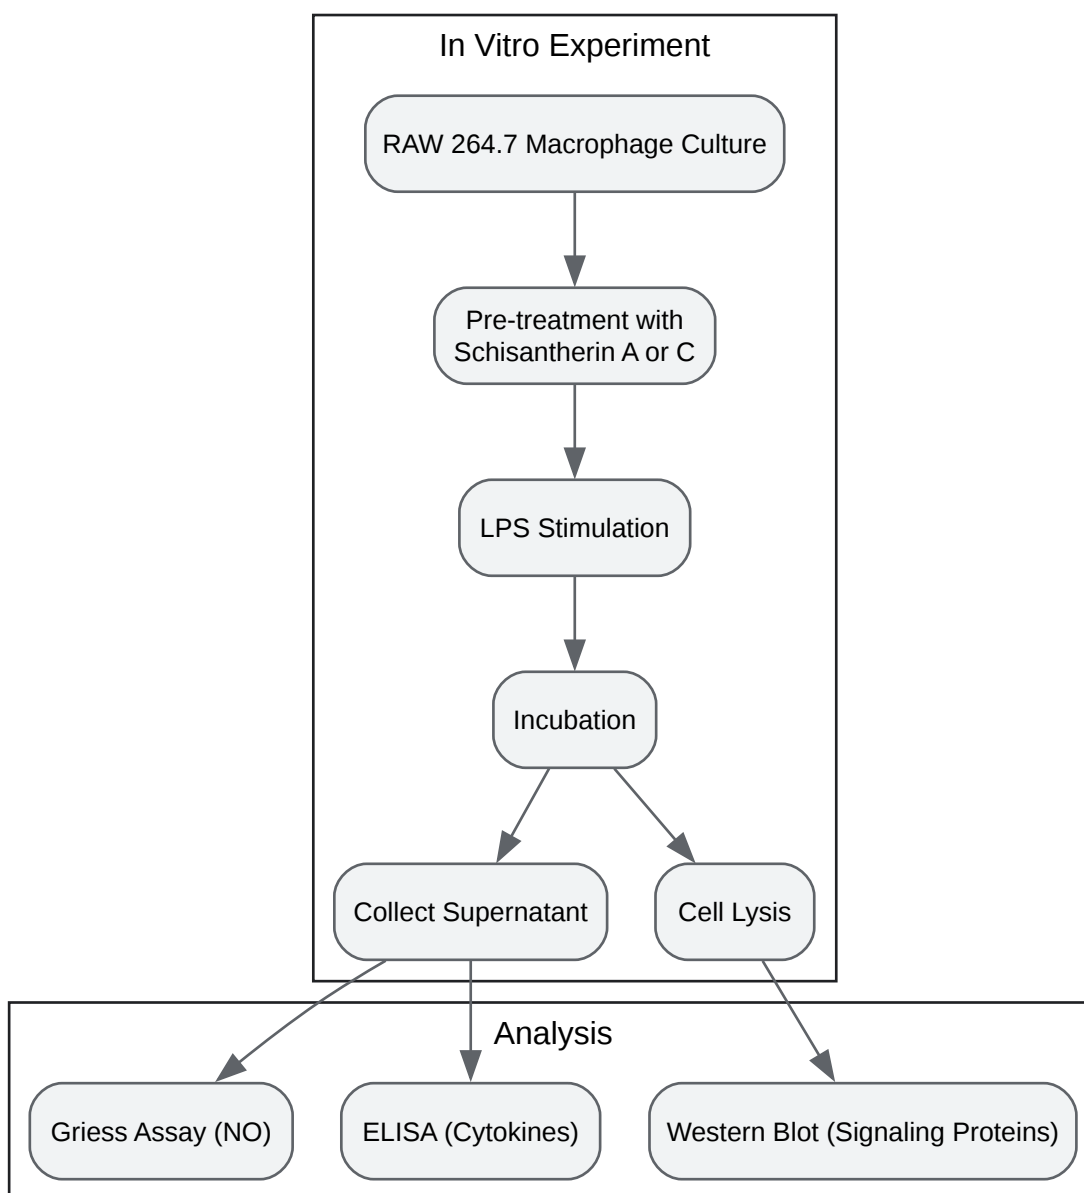 In Vitro Experiment
RAW 264.7 Macrophage Culture
Pre-treatment with
Schisantherin A or C
LPS Stimulation
Incubation
Collect Supernatant
Cell Lysis
Analysis
Griess Assay (NO)
ELISA (Cytokines)
Western Blot (Signaling Proteins)